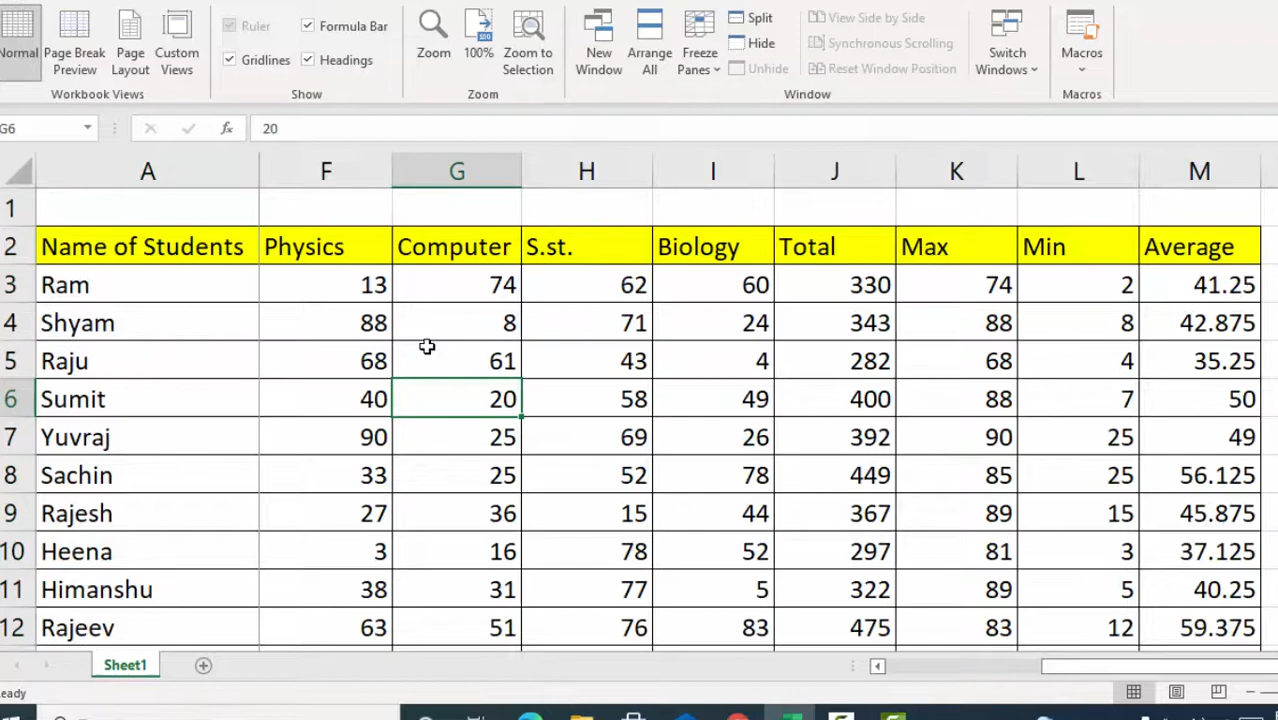 Normal
Page Break
Preview
Page
Layout
Custom
Views
Workbook Views
Ruler
Formula Bar
Gridlines
Headings
Show
Zoom
100%
Zoom to
Selection
Zoom
New
Window
Arrange
All
Freeze
Panes
Split
Hide
Unhide
View Side by Side
Synchronous Scrolling
Reset Window Position
Window
Switch
Windows
Macros
Macros
G6 fx 20
A F G H I J K L M
1
2 Name of Students Physics Computer S.st. Biology Total Max Min Average
3 Ram 13 74 62 60 330 74 2 41.25
4 Shyam 88 8 71 24 343 88 8 42.875
5 Raju 68 61 43 4 282 68 4 35.25
6 Sumit 40 20 58 49 400 88 7 50
7 Yuvraj 90 25 69 26 392 90 25 49
8 Sachin 33 25 52 78 449 85 25 56.125
9 Rajesh 27 36 15 44 367 89 15 45.875
10 Heena 3 16 78 52 297 81 3 37.125
11 Himanshu 38 31 77 5 322 89 5 40.25
12 Rajeev 63 51 76 83 475 83 12 59.375
Sheet1
eady